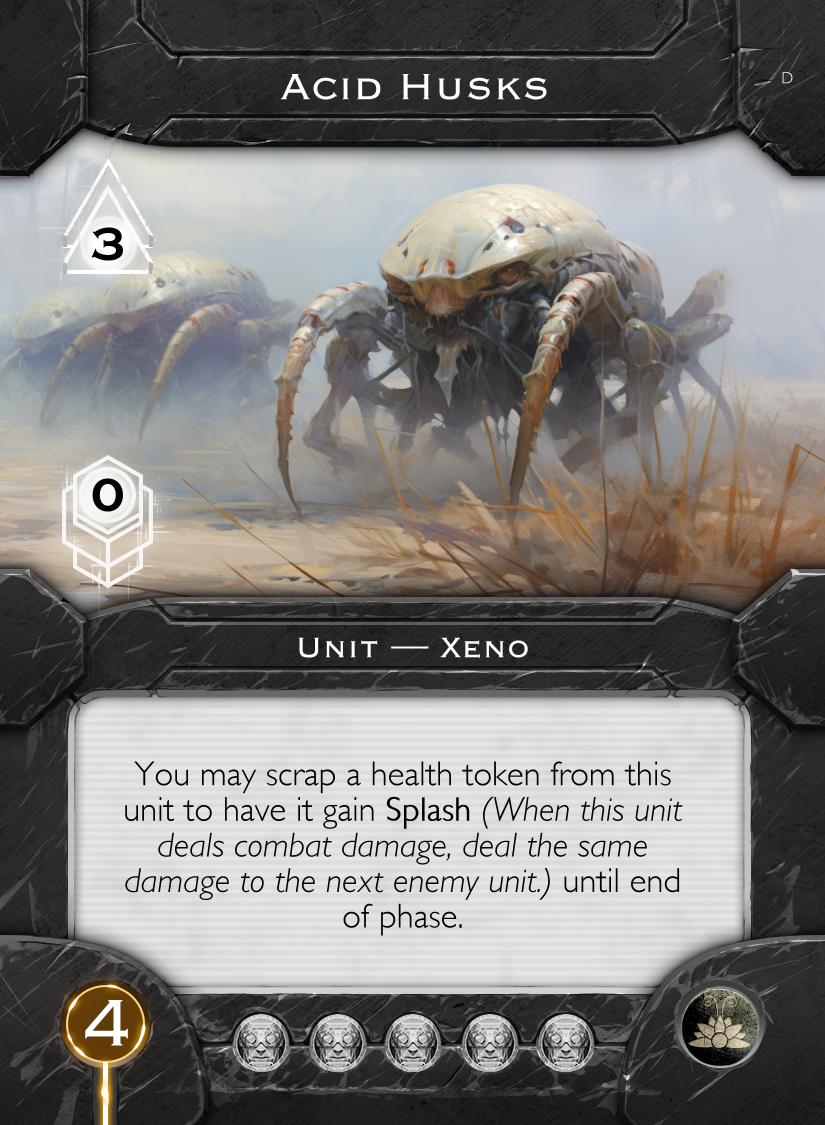 Acid Husks
D
3
0
Unit — Xeno
You may scrap a health token from this
unit to have it gain Splash (When this unit
deals combat damage, deal the same
damage to the next enemy unit.) until end
of phase.
4